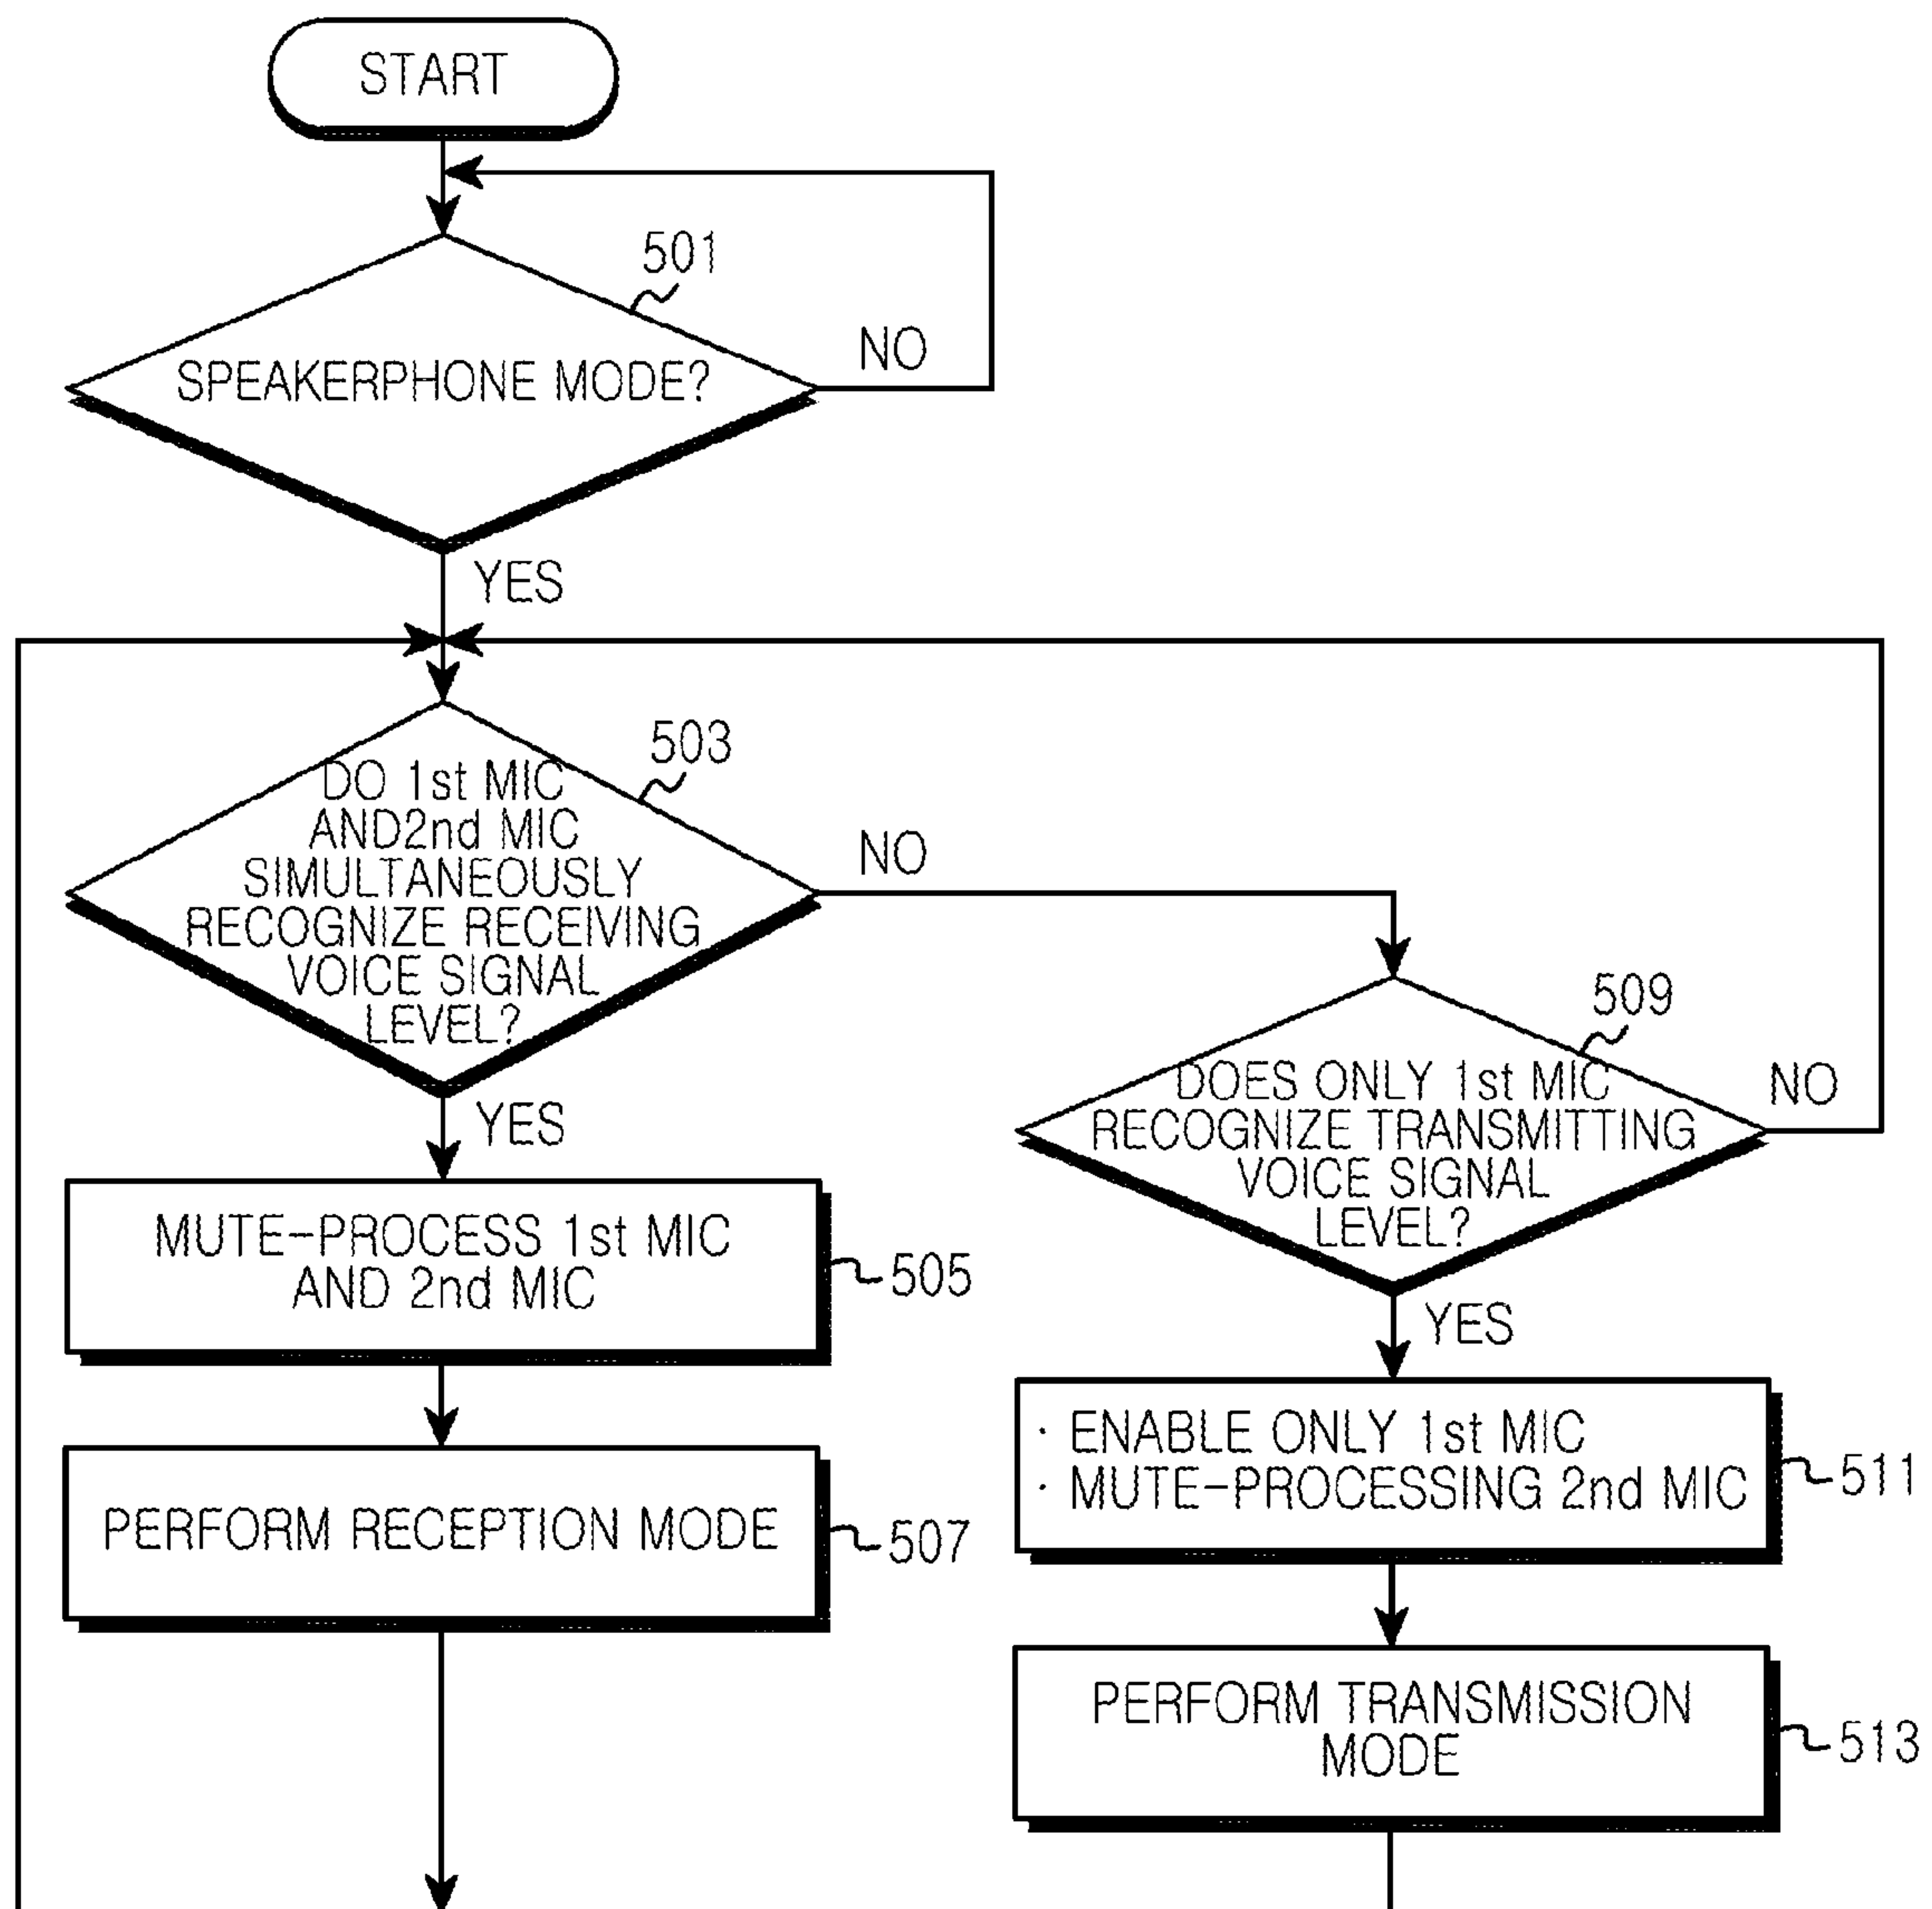 START
501
SPEAKERPHONE MODE?
NO
YES
503
DO 1st MIC
AND2nd MIC
SIMULTANEOUSLY
RECOGNIZE RECEIVING
VOICE SIGNAL
LEVEL?
NO
YES
509
DOES ONLY 1st MIC
RECOGNIZE TRANSMITTING
VOICE SIGNAL
LEVEL?
NO
YES
MUTE-PROCESS 1st MIC
AND 2nd MIC
505
PERFORM RECEPTION MODE
507
· ENABLE ONLY 1st MIC
· MUTE-PROCESSING 2nd MIC
511
PERFORM TRANSMISSION
MODE
513